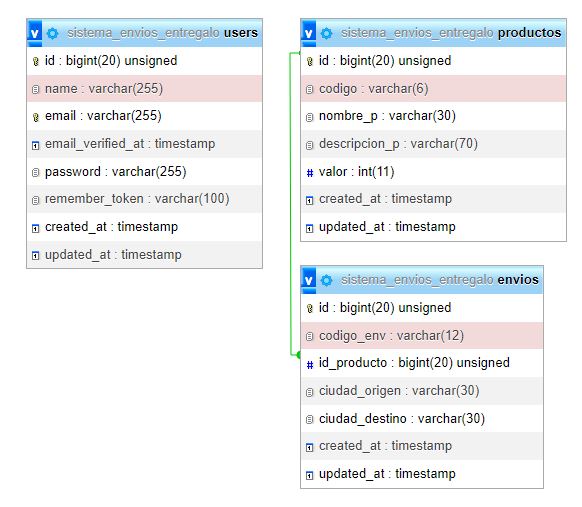 v sistema_envios_entregalo users
id : bigint(20) unsigned
name : varchar(255)
email : varchar(255)
email_verified_at : timestamp
password : varchar(255)
remember_token : varchar(100)
created_at : timestamp
updated_at : timestamp
v sistema_envios_entregalo productos
id : bigint(20) unsigned
codigo : varchar(6)
nombre_p : varchar(30)
descripcion_p : varchar(70)
# valor : int(11)
created_at : timestamp
updated_at : timestamp
v sistema_envios_entregalo envios
id : bigint(20) unsigned
codigo_env : varchar(12)
# id_producto : bigint(20) unsigned
ciudad_origen : varchar(30)
ciudad_destino : varchar(30)
created_at : timestamp
updated_at : timestamp